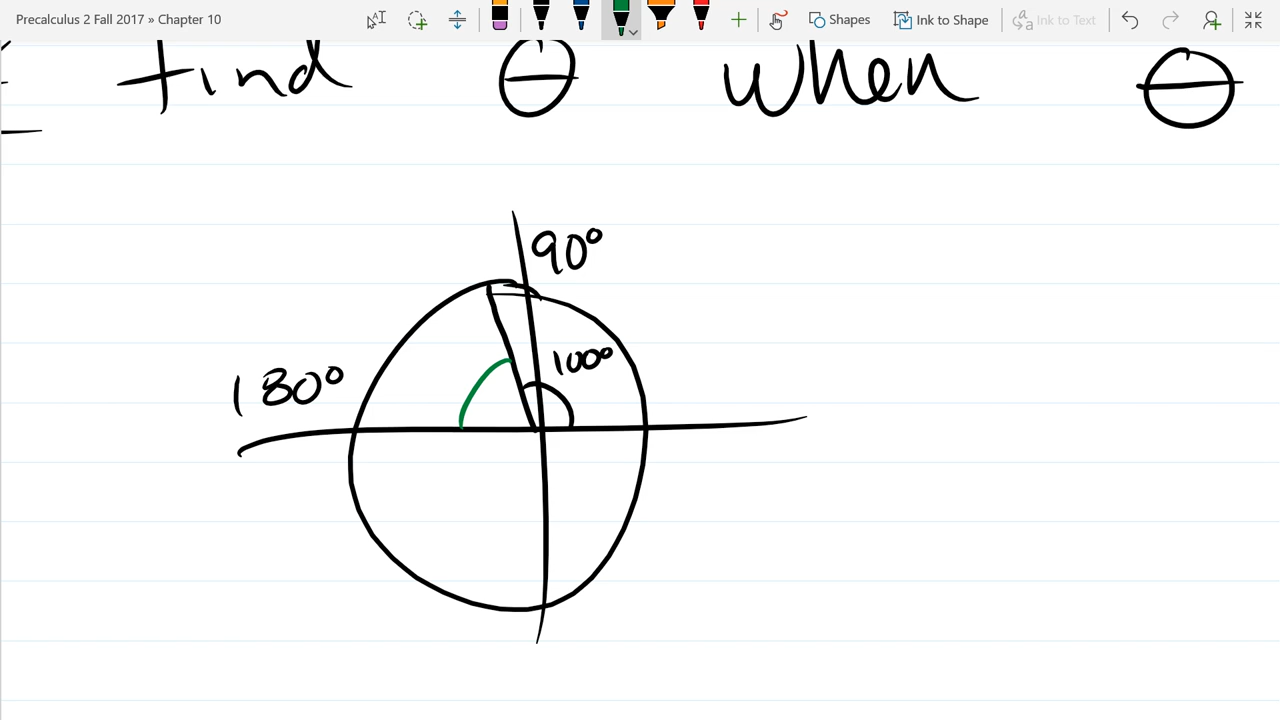 Precalculus 2 Fall 2017 » Chapter 10 Shapes Ink to Shape Ink to Text
find θ when θ
90°
100°
180°